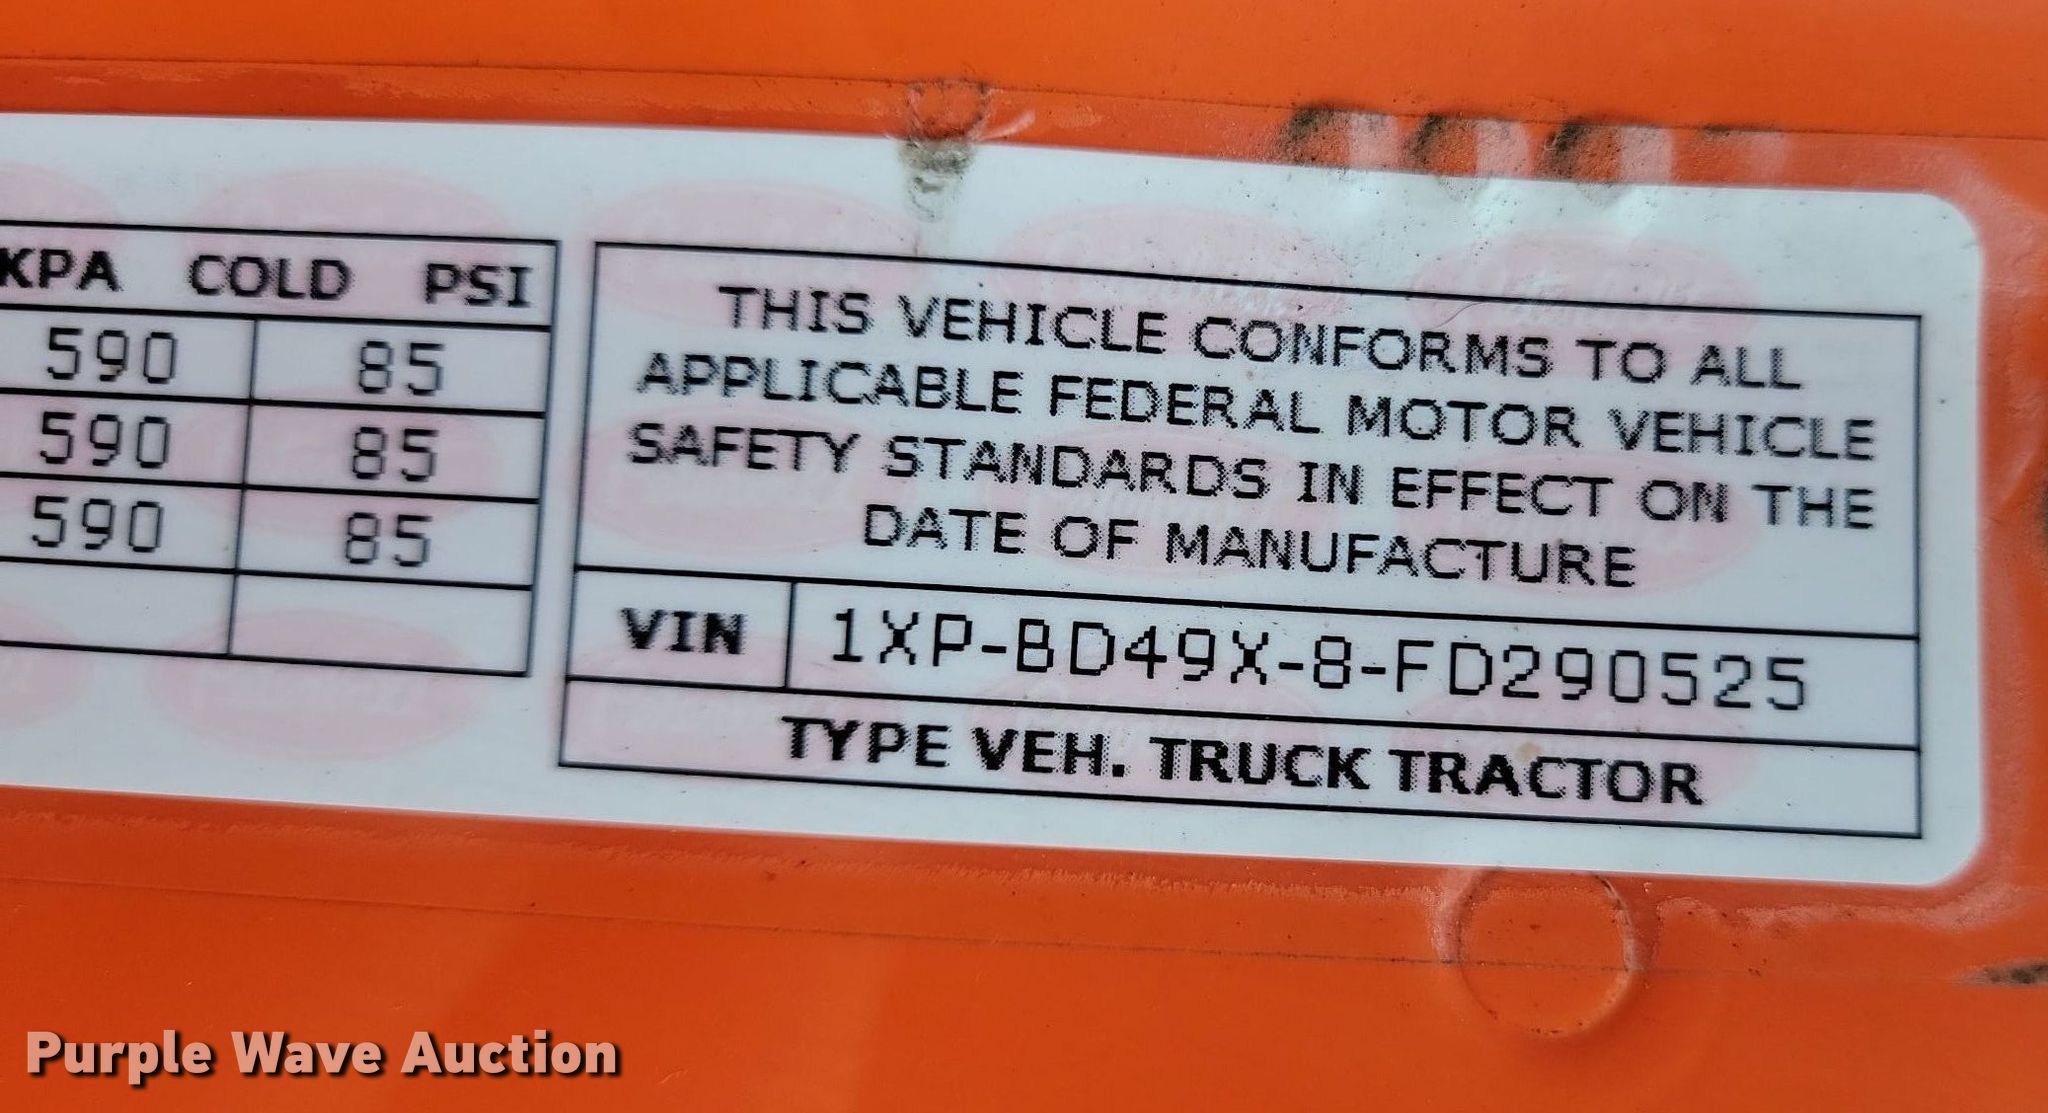 KPA COLD PSI
590 85
590 85
590 85
THIS VEHICLE CONFORMS TO ALL
APPLICABLE FEDERAL MOTOR VEHICLE
SAFETY STANDARDS IN EFFECT ON THE
DATE OF MANUFACTURE
VIN 1XP-BD49X-8-FD290525
TYPE VEH. TRUCK TRACTOR
Purple Wave Auction